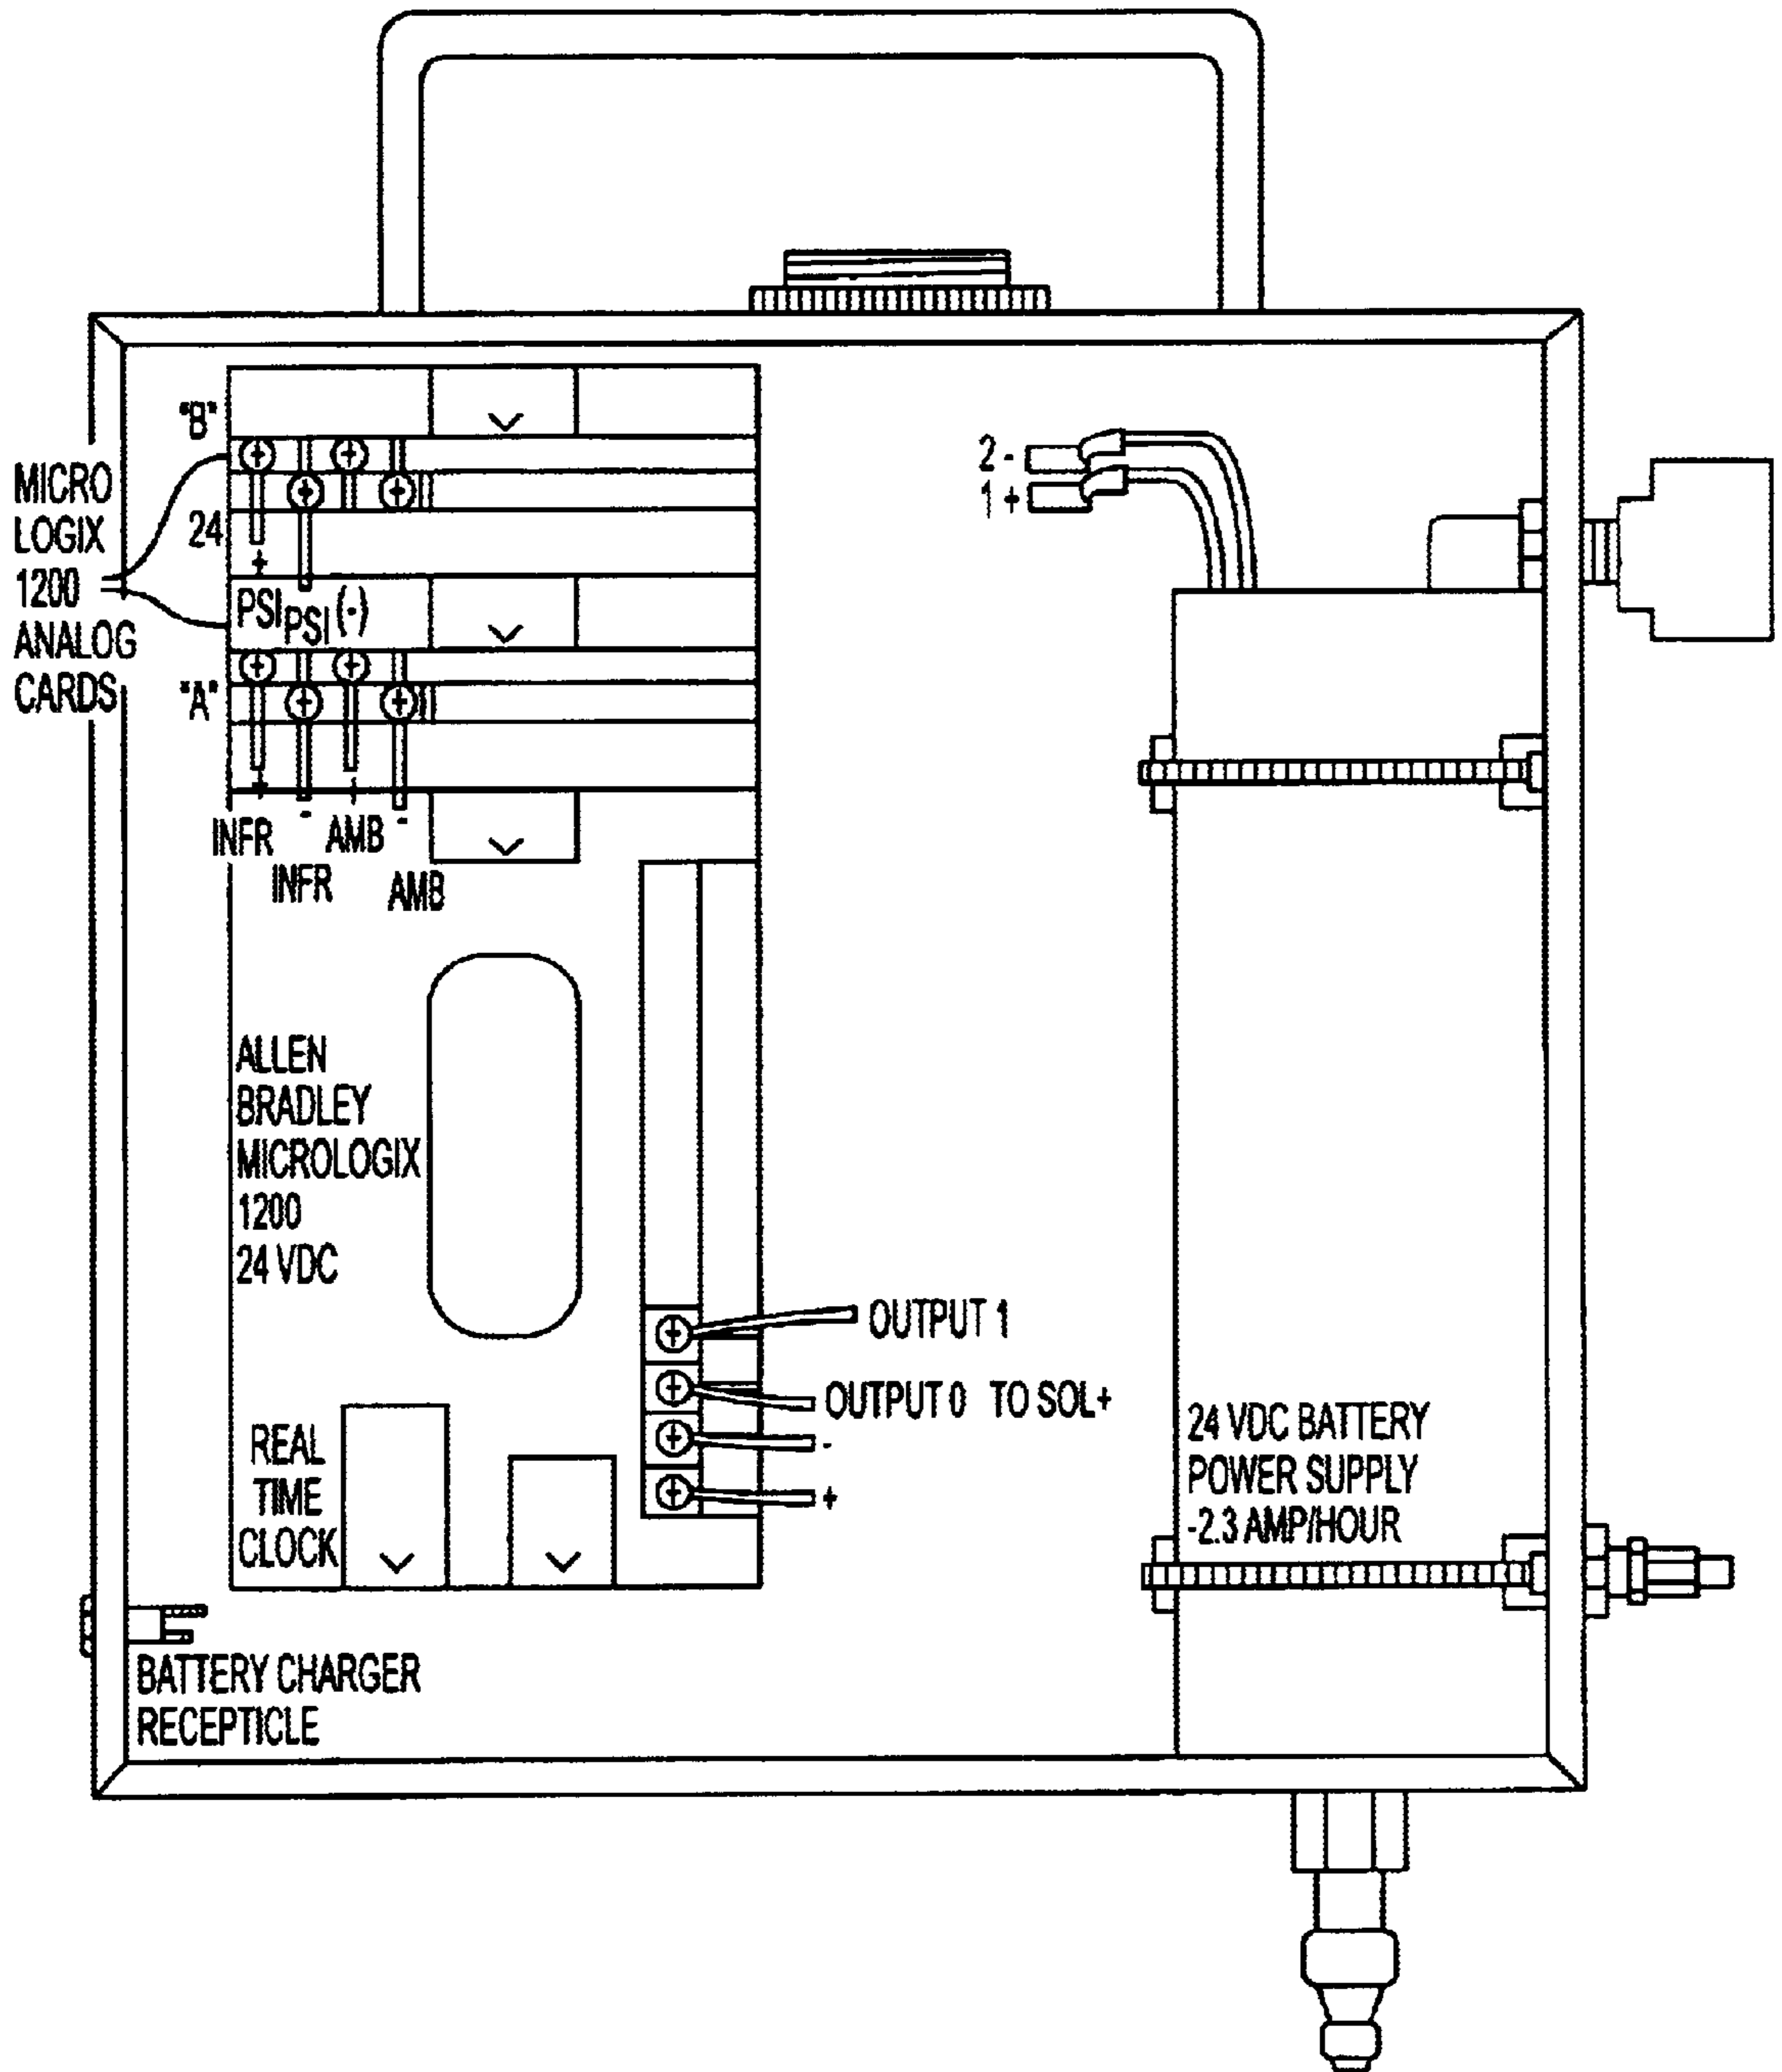 "B"
MICRO
LOGIX
1200
ANALOG
CARDS
24
+
PSI PSI (-)
"A"
+ - + -
INFR AMB
INFR AMB
2 -
1 +
ALLEN
BRADLEY
MICROLOGIX
1200
24 VDC
OUTPUT 1
OUTPUT 0 TO SOL+
-
+
REAL
TIME
CLOCK
24 VDC BATTERY
POWER SUPPLY
-2.3 AMP/HOUR
BATTERY CHARGER
RECEPTICLE